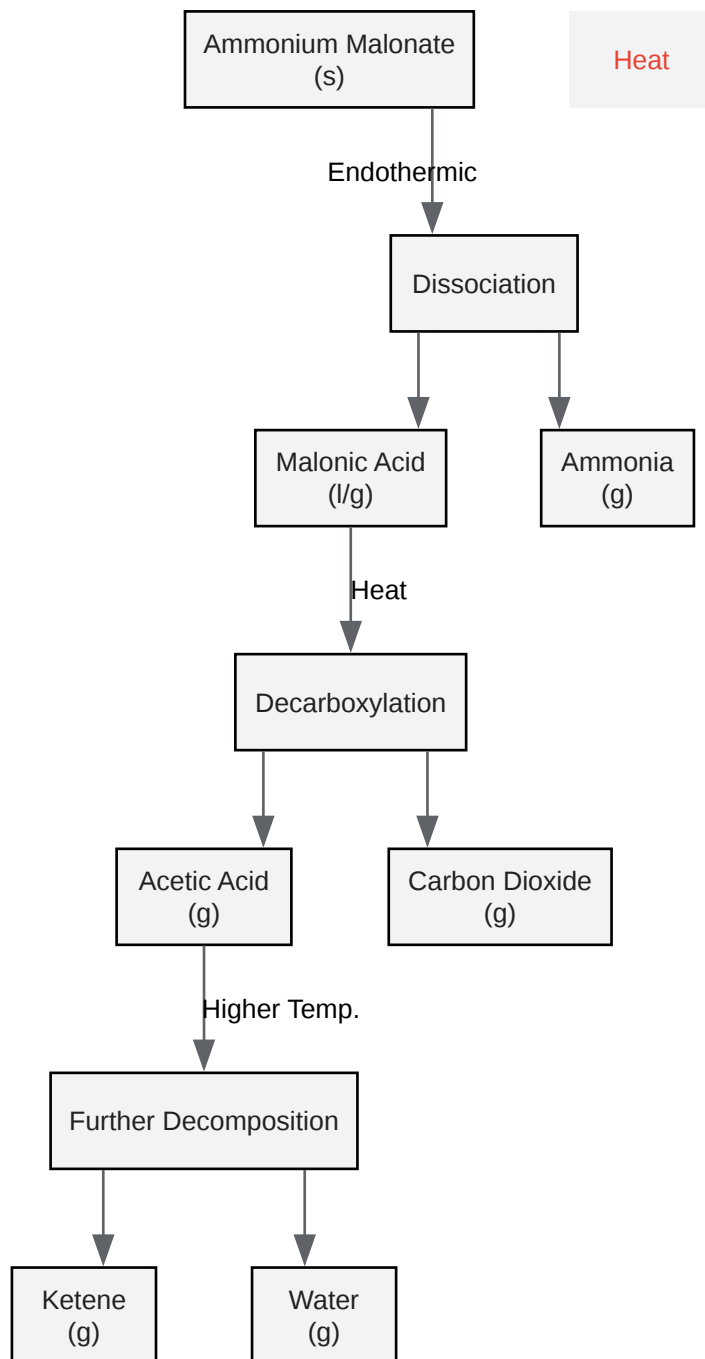 Ammonium Malonate
(s)
Heat
Endothermic
Dissociation
Malonic Acid
(l/g)
Ammonia
(g)
Heat
Decarboxylation
Acetic Acid
(g)
Carbon Dioxide
(g)
Higher Temp.
Further Decomposition
Ketene
(g)
Water
(g)